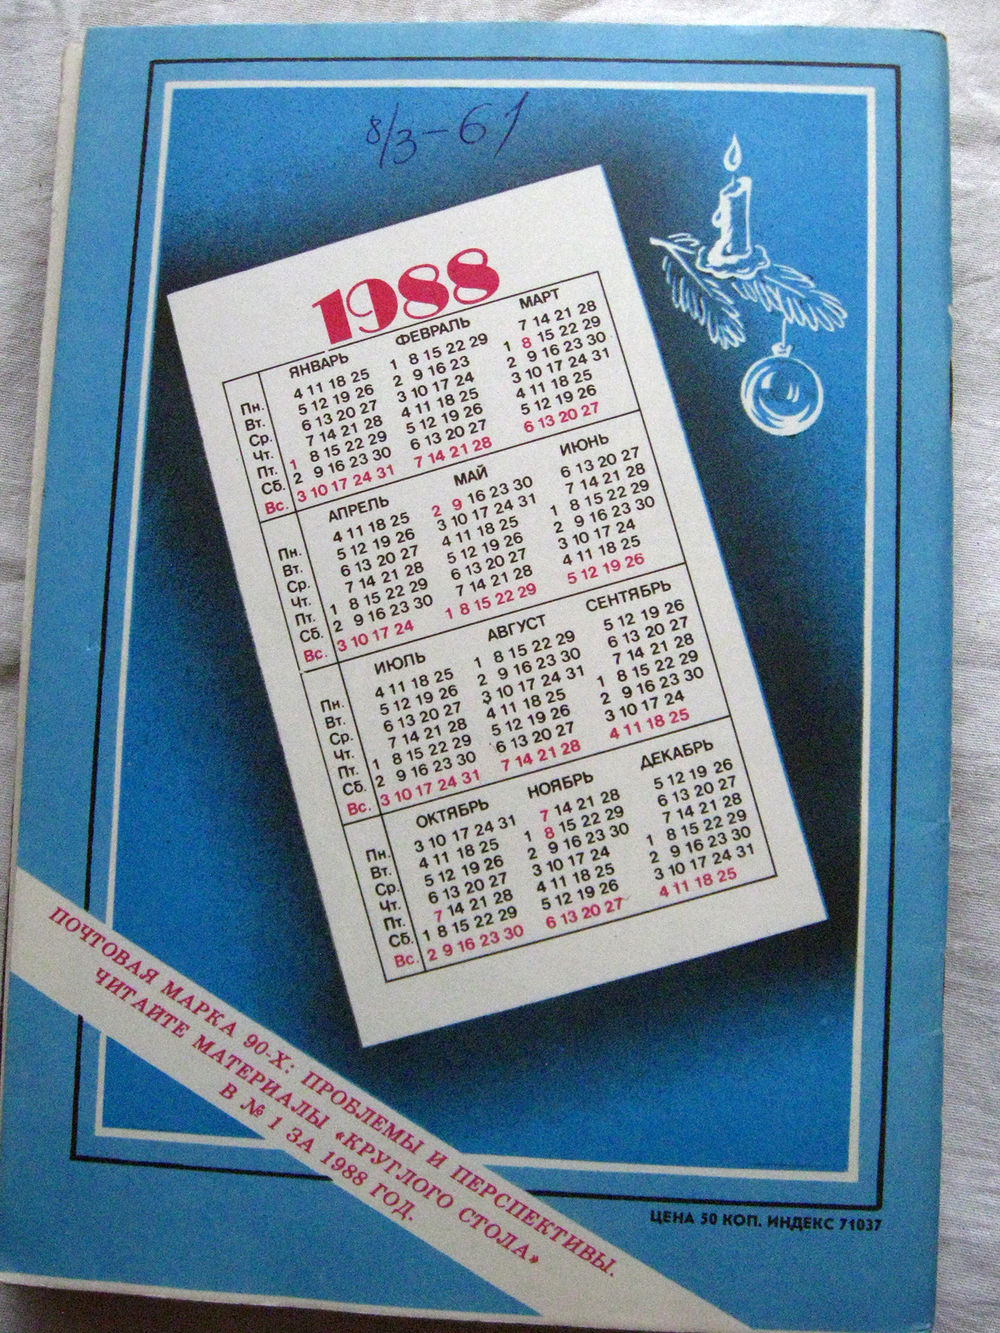 8/3 – 61
1988
ЯНВАРЬ ФЕВРАЛЬ МАРТ
Пн. 4 11 18 25 1 8 15 22 29 7 14 21 28
Вт. 5 12 19 26 2 9 16 23 1 8 15 22 29
Ср. 6 13 20 27 3 10 17 24 2 9 16 23 30
Чт. 7 14 21 28 4 11 18 25 3 10 17 24 31
Пт. 1 8 15 22 29 5 12 19 26 4 11 18 25
Сб. 2 9 16 23 30 6 13 20 27 5 12 19 26
Вс. 3 10 17 24 31 7 14 21 28 6 13 20 27
АПРЕЛЬ МАЙ ИЮНЬ
Пн. 4 11 18 25 2 9 16 23 30 6 13 20 27
Вт. 5 12 19 26 3 10 17 24 31 7 14 21 28
Ср. 6 13 20 27 4 11 18 25 1 8 15 22 29
Чт. 7 14 21 28 5 12 19 26 2 9 16 23 30
Пт. 1 8 15 22 29 6 13 20 27 3 10 17 24
Сб. 2 9 16 23 30 7 14 21 28 4 11 18 25
Вс. 3 10 17 24 1 8 15 22 29 5 12 19 26
ИЮЛЬ АВГУСТ СЕНТЯБРЬ
Пн. 4 11 18 25 1 8 15 22 29 5 12 19 26
Вт. 5 12 19 26 2 9 16 23 30 6 13 20 27
Ср. 6 13 20 27 3 10 17 24 31 7 14 21 28
Чт. 7 14 21 28 4 11 18 25 1 8 15 22 29
Пт. 1 8 15 22 29 5 12 19 26 2 9 16 23 30
Сб. 2 9 16 23 30 6 13 20 27 3 10 17 24
Вс. 3 10 17 24 31 7 14 21 28 4 11 18 25
ОКТЯБРЬ НОЯБРЬ ДЕКАБРЬ
Пн. 3 10 17 24 31 7 14 21 28 5 12 19 26
Вт. 4 11 18 25 1 8 15 22 29 6 13 20 27
Ср. 5 12 19 26 2 9 16 23 30 7 14 21 28
Чт. 6 13 20 27 3 10 17 24 1 8 15 22 29
Пт. 7 14 21 28 4 11 18 25 2 9 16 23 30
Сб. 1 8 15 22 29 5 12 19 26 3 10 17 24 31
Вс. 2 9 16 23 30 6 13 20 27 4 11 18 25
ПОЧТОВАЯ МАРКА 90-Х: ПРОБЛЕМЫ И ПЕРСПЕКТИВЫ.
ЧИТАЙТЕ МАТЕРИАЛЫ «КРУГЛОГО СТОЛА»
В № 1 ЗА 1988 ГОД.
ЦЕНА 50 КОП. ИНДЕКС 71037